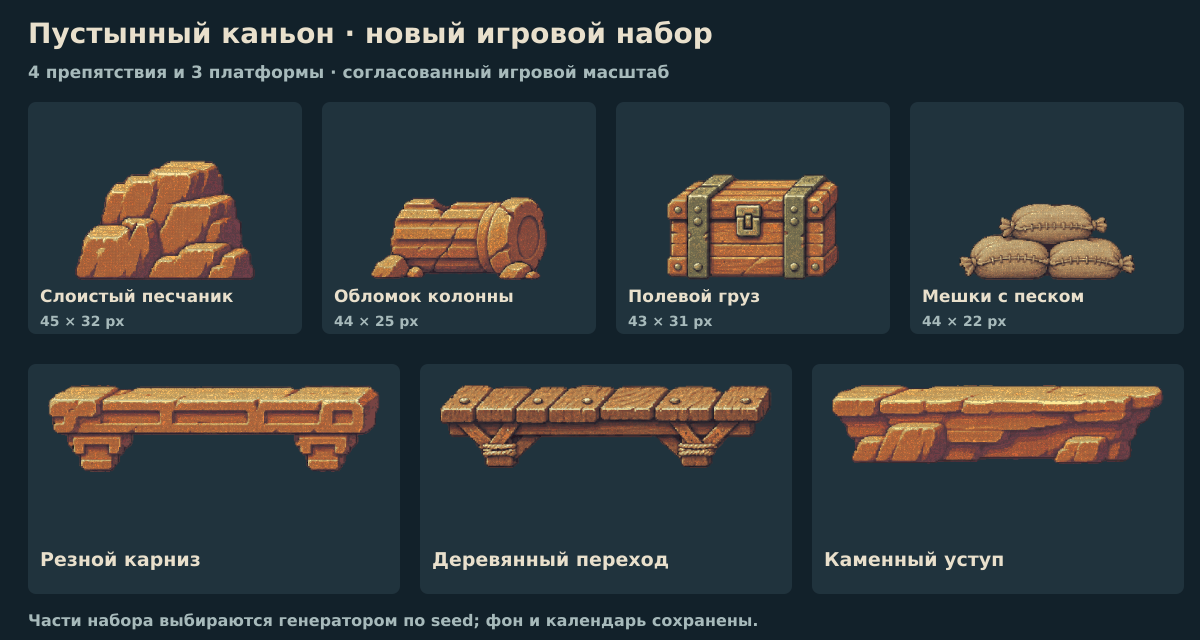 Пустынный каньон · новый игровой набор
4 препятствия и 3 платформы · согласованный игровой масштаб
Слоистый песчаник
45 × 32 px
Обломок колонны
44 × 25 px
Полевой груз
43 × 31 px
Мешки с песком
44 × 22 px
Резной карниз
Деревянный переход
Каменный уступ
Части набора выбираются генератором по seed; фон и календарь сохранены.